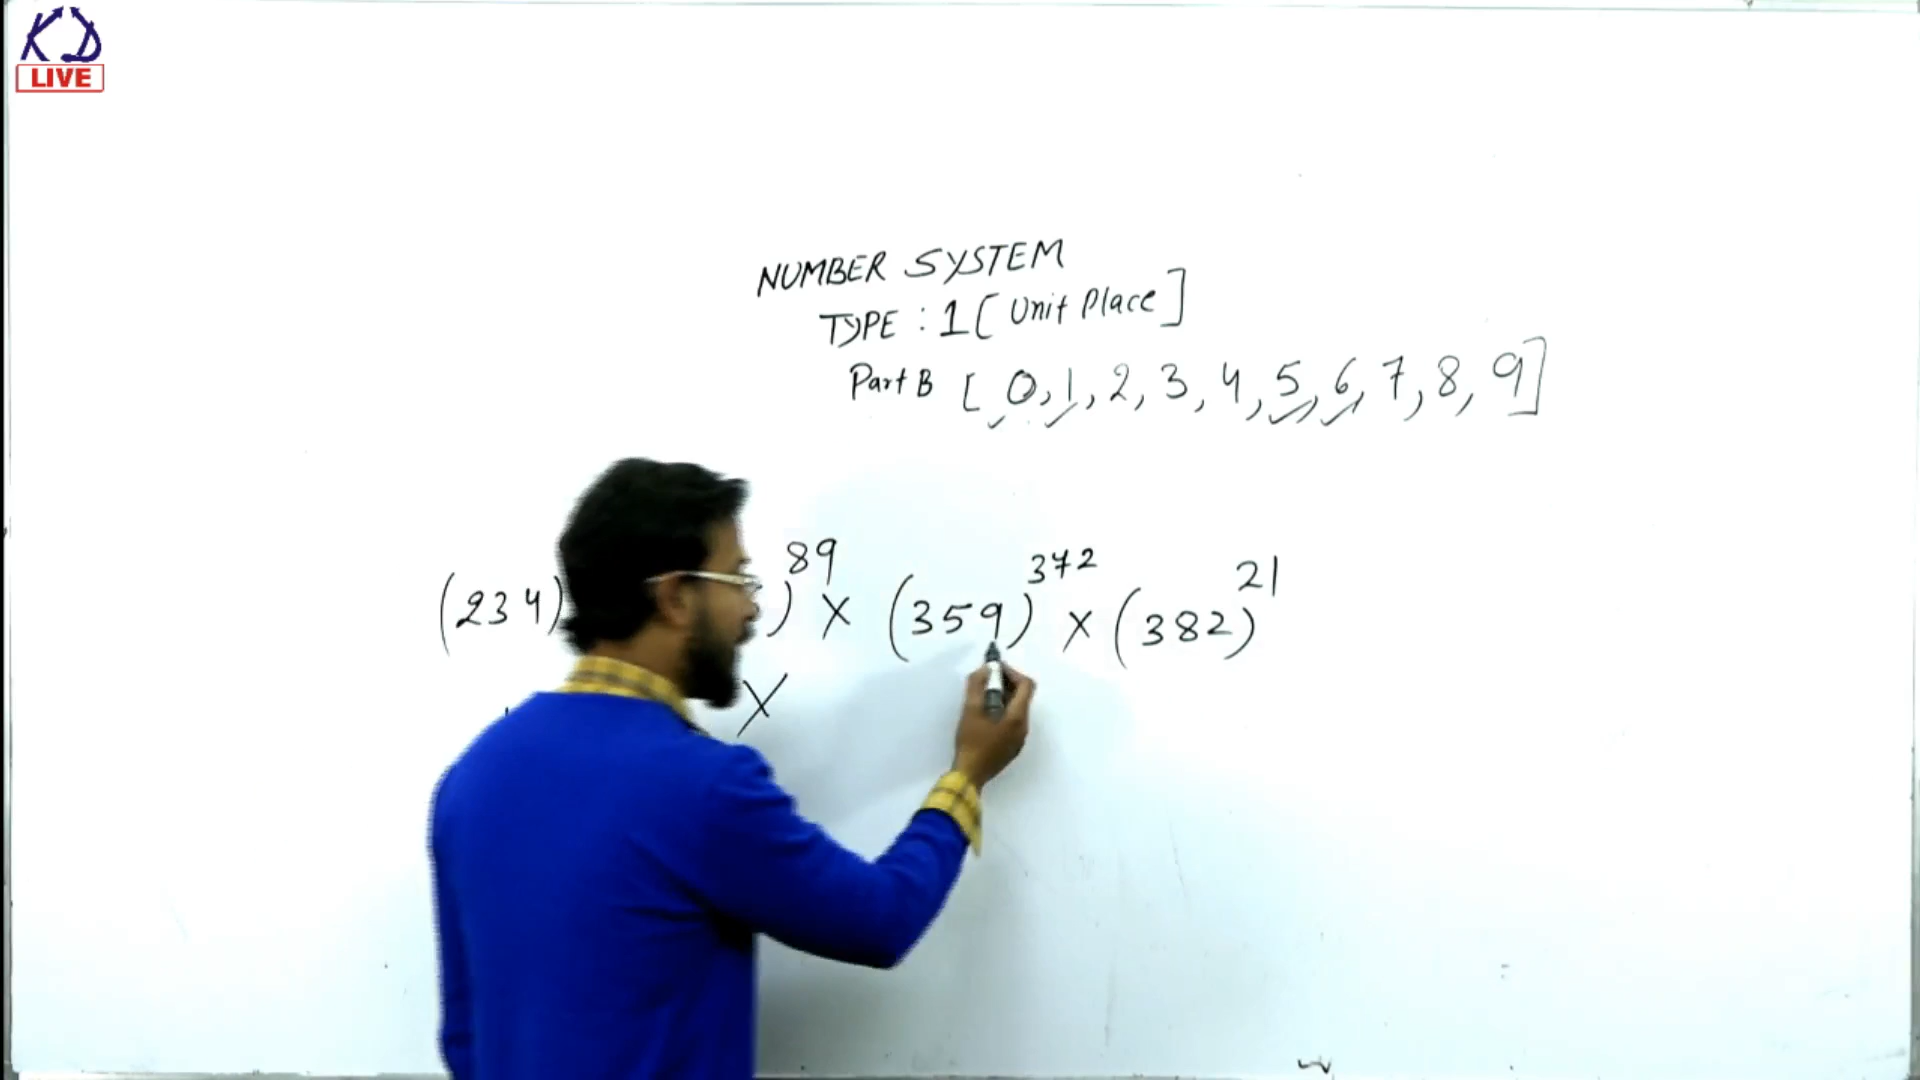 KD
LIVE
NUMBER SYSTEM
TYPE : 1 [ Unit Place ]
Part B [ 0, 1, 2, 3, 4, 5, 6, 7, 8, 9 ]
(234) )⁸⁹ × (359)³⁷² × (382)²¹
×